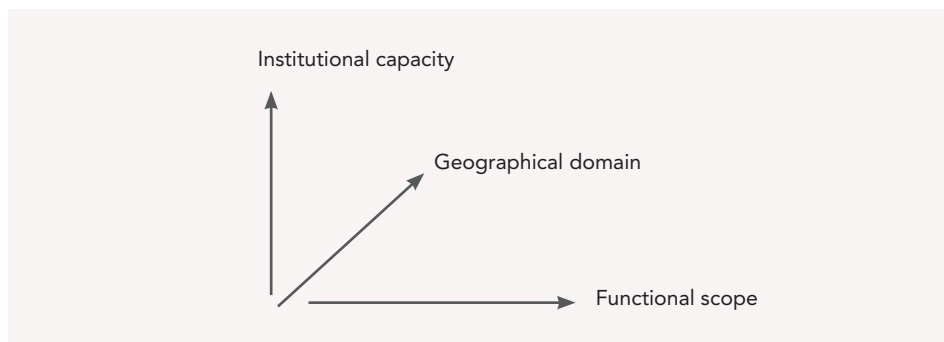 Institutional capacity
Geographical domain
Functional scope